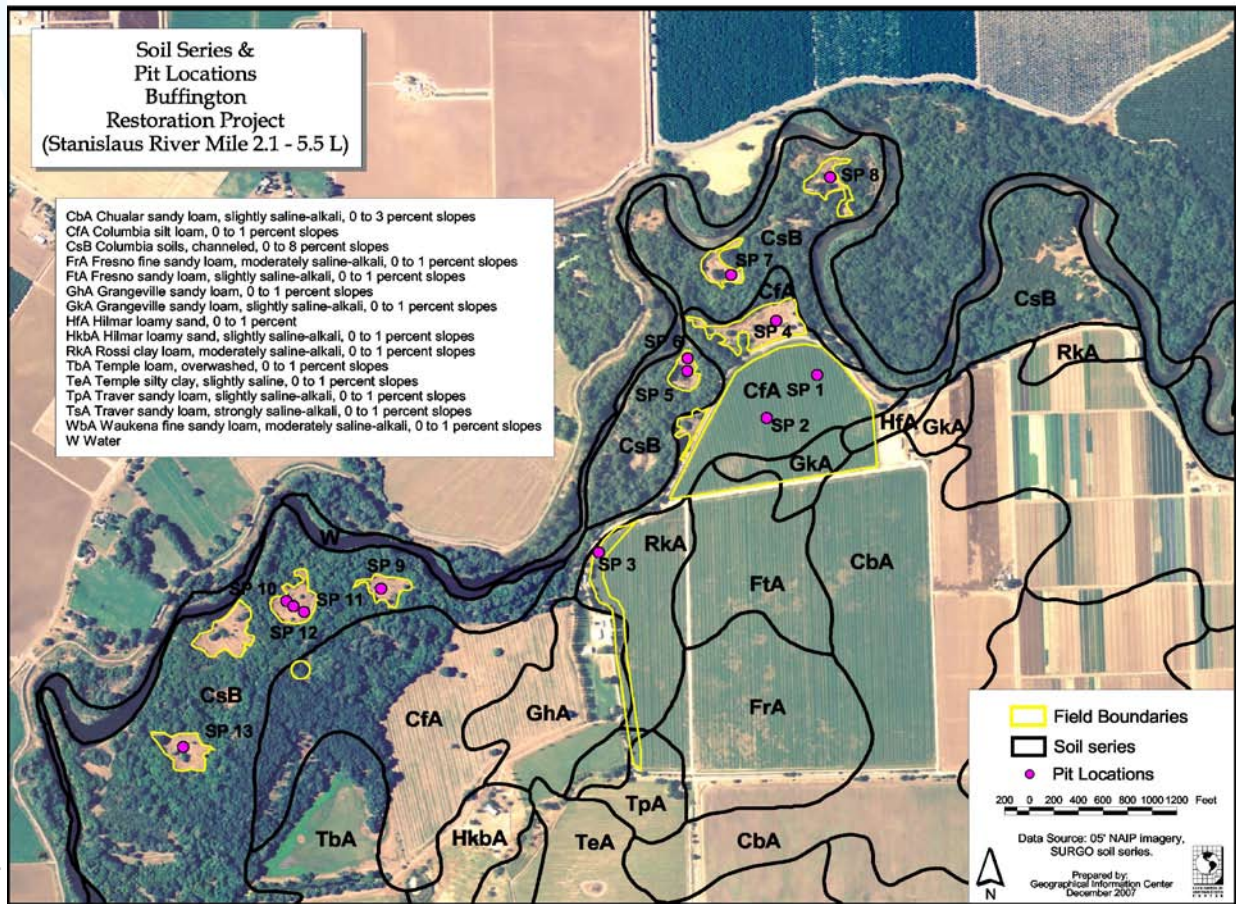 Soil Series &
Pit Locations
Buffington
Restoration Project
(Stanislaus River Mile 2.1 - 5.5 L)
CbA Chualar sandy loam, slightly saline-alkali, 0 to 3 percent slopes
CfA Columbia silt loam, 0 to 1 percent slopes
CsB Columbia soils, channeled, 0 to 8 percent slopes
FrA Fresno fine sandy loam, moderately saline-alkali, 0 to 1 percent slopes
FtA Fresno sandy loam, slightly saline-alkali, 0 to 1 percent slopes
GhA Grangeville sandy loam, 0 to 1 percent slopes
GkA Grangeville sandy loam, slightly saline-alkali, 0 to 1 percent slopes
HfA Hilmar loamy sand, 0 to 1 percent
HkbA Hilmar loamy sand, slightly saline-alkali, 0 to 1 percent slopes
RkA Rossi clay loam, moderately saline-alkali, 0 to 1 percent slopes
TbA Temple loam, overwashed, 0 to 1 percent slopes
TeA Temple silty clay, slightly saline, 0 to 1 percent slopes
TpA Traver sandy loam, slightly saline-alkali, 0 to 1 percent slopes
TsA Traver sandy loam, strongly saline-alkali, 0 to 1 percent slopes
WbA Waukena fine sandy loam, moderately saline-alkali, 0 to 1 percent slopes
W Water
SP 8
CsB
SP 7
CfA
CsB
SP 4
SP 6
RkA
SP 5
CfA
SP 1
SP 2
HfA
GkA
CsB
GkA
W
RkA
SP 3
CbA
FtA
SP 9
SP 10
SP 11
SP 12
CsB
CfA
GhA
FrA
SP 13
TpA
TbA
HkbA
TeA
CbA
Field Boundaries
Soil series
Pit Locations
200 0 200 400 600 800 1000 1200 Feet
Data Source: 05' NAIP imagery,
SURGO soil series.
Prepared by:
Geographical Information Center
December 2007
N